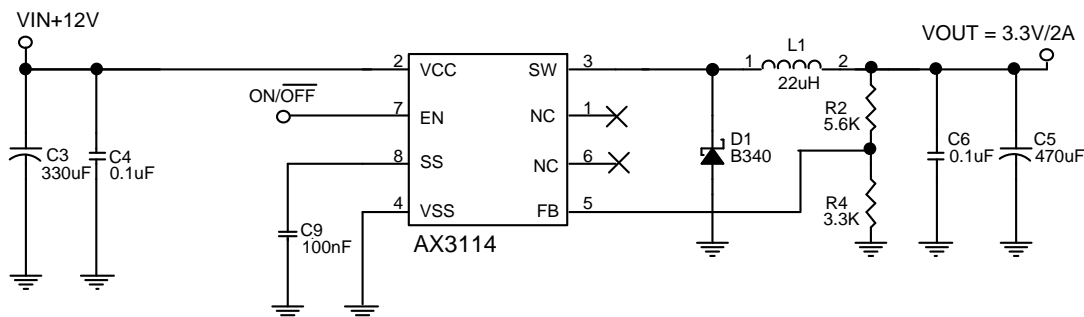 VIN+12V
VOUT = 3.3V/2A
L1
2 VCC SW 3
1 2
22uH
ON/OFF
7 EN NC 1
R2
5.6K
D1
B340
C3
330uF
C4
0.1uF
8 SS NC 6
C6
0.1uF
C5
470uF
4 VSS FB 5
R4
3.3K
C9
100nF
AX3114